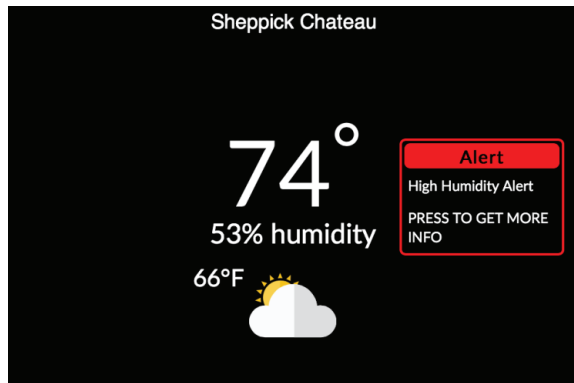 Sheppick Chateau
74°
53% humidity
Alert
High Humidity Alert
PRESS TO GET MORE
INFO
66°F